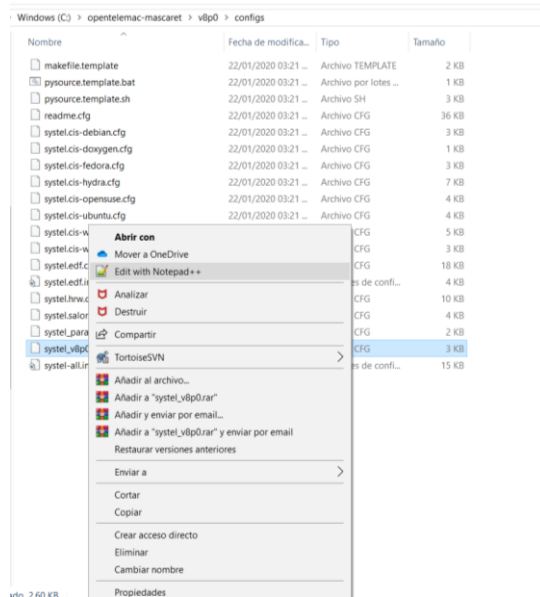 Windows (C:) > opentelemac-mascaret > v8p0 > configs
Nombre Fecha de modifica... Tipo Tamaño
makefile.template 22/01/2020 03:21 ... Archivo TEMPLATE 2 KB
pysource.template.bat 22/01/2020 03:21 ... Archivo por lotes ... 1 KB
pysource.template.sh 22/01/2020 03:21 ... Archivo SH 3 KB
readme.cfg 22/01/2020 03:21 ... Archivo CFG 36 KB
systel.cis-debian.cfg 22/01/2020 03:21 ... Archivo CFG 3 KB
systel.cis-doxygen.cfg 22/01/2020 03:21 ... Archivo CFG 1 KB
systel.cis-fedora.cfg 22/01/2020 03:21 ... Archivo CFG 3 KB
systel.cis-hydra.cfg 22/01/2020 03:21 ... Archivo CFG 7 KB
systel.cis-opensuse.cfg 22/01/2020 03:21 ... Archivo CFG 4 KB
systel.cis-ubuntu.cfg 22/01/2020 03:21 ... Archivo CFG 4 KB
systel.cis-w CFG 5 KB
systel.cis-w CFG 3 KB
systel.edf.c CFG 18 KB
systel.edf.i es de confi... 4 KB
systel.hrw.c CFG 10 KB
systel.salor CFG 4 KB
systel_para CFG 2 KB
systel_v8p0 CFG 3 KB
systel-all.in es de confi... 15 KB
Abrir con
Mover a OneDrive
Edit with Notepad++
Analizar
Destruir
Compartir
TortoiseSVN
Añadir al archivo...
Añadir a "systel_v8p0.rar"
Añadir y enviar por email...
Añadir a "systel_v8p0.rar" y enviar por email
Restaurar versiones anteriores
Enviar a
Cortar
Copiar
Crear acceso directo
Eliminar
Cambiar nombre
Propiedades
2,60 KB